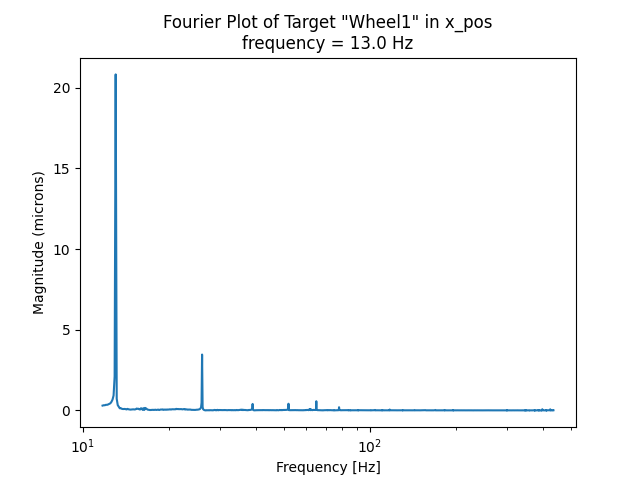 Fourier Plot of Target "Wheel1" in x_pos
frequency = 13.0 Hz
20
15
10
5
0
Magnitude (microns)
10¹
10²
Frequency [Hz]